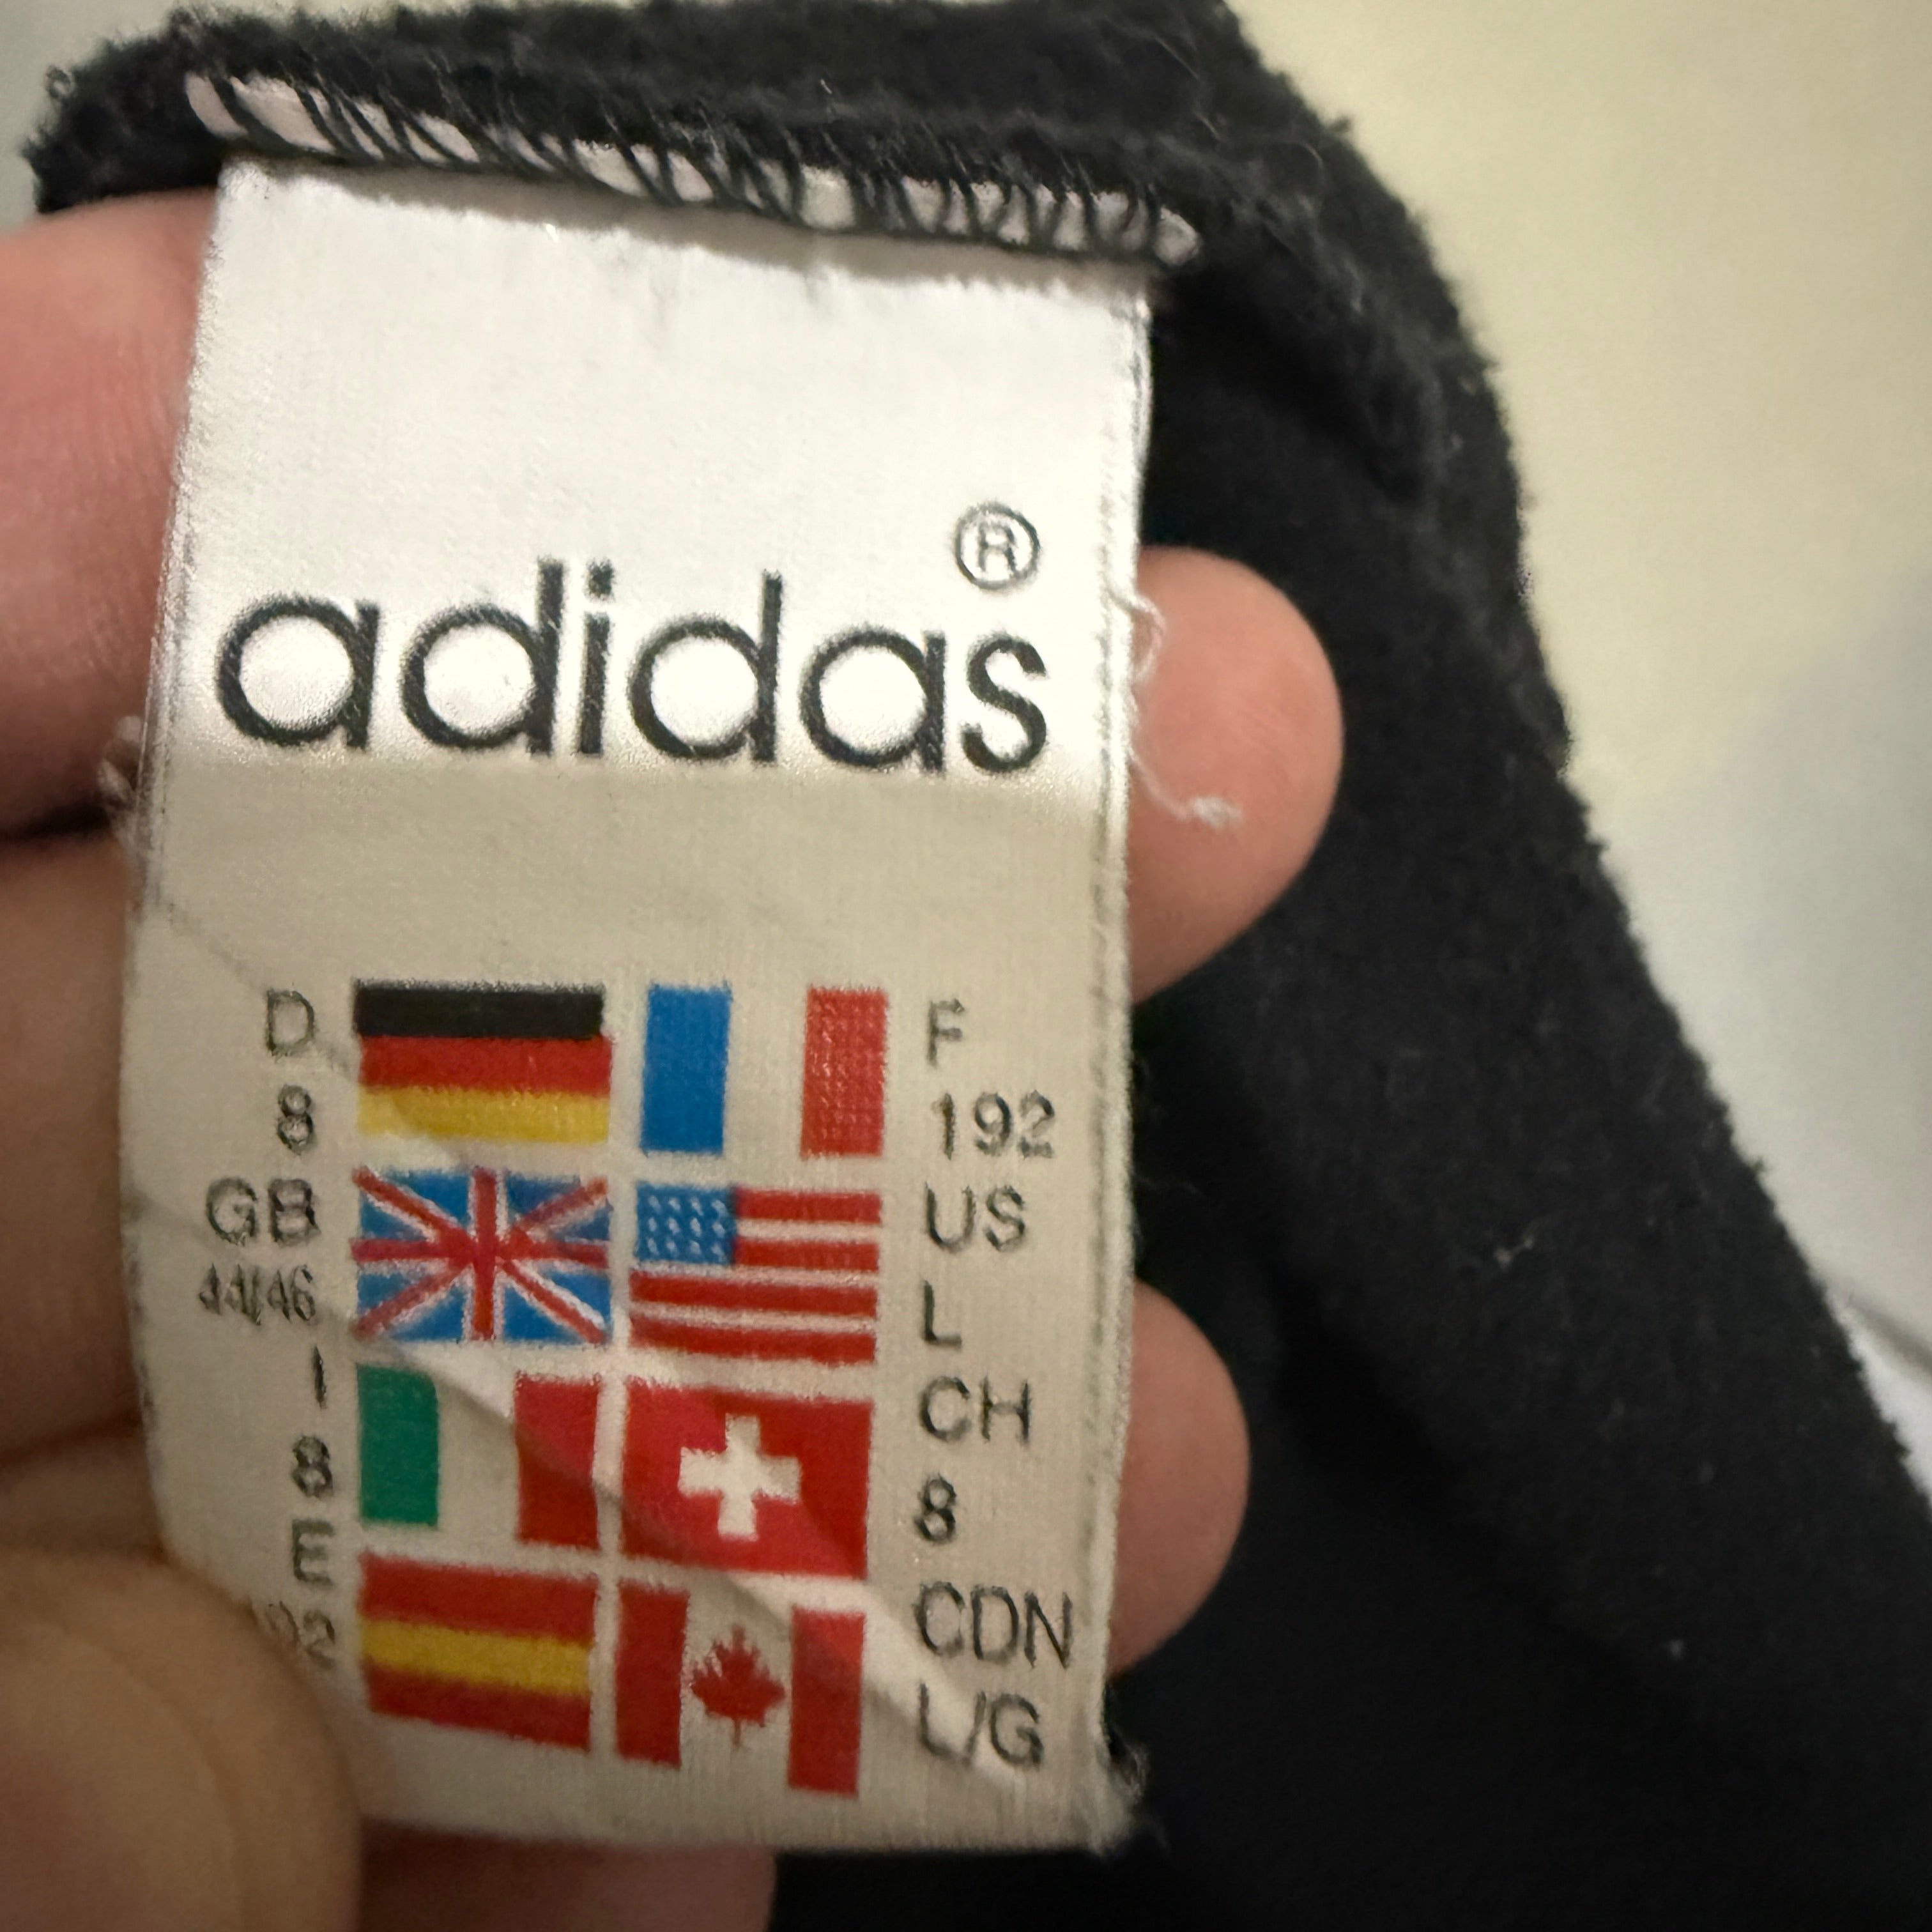 adidas®
D F
8 192
GB US
44/46 L
I CH
8 8
E CDN
L/G